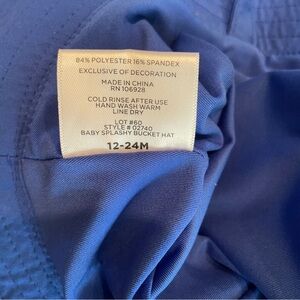 84% POLYESTER 16% SPANDEX
EXCLUSIVE OF DECORATION
MADE IN CHINA
RN 106928
COLD RINSE AFTER USE
HAND WASH WARM
LINE DRY
LOT #60
STYLE # 02740
BABY SPLASHY BUCKET HAT
12-24M